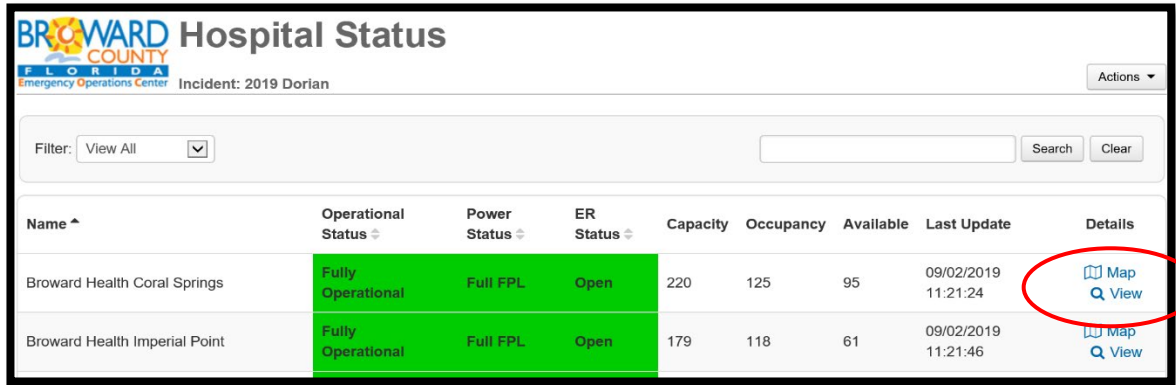 BROWARD
COUNTY
FLORIDA
Emergency Operations Center
Hospital Status
Incident: 2019 Dorian
Actions
Filter: View All
Search Clear
Name Operational Status Power Status ER Status Capacity Occupancy Available Last Update Details
Broward Health Coral Springs Fully Operational Full FPL Open 220 125 95 09/02/2019 11:21:24 Map View
Broward Health Imperial Point Fully Operational Full FPL Open 179 118 61 09/02/2019 11:21:46 Map View